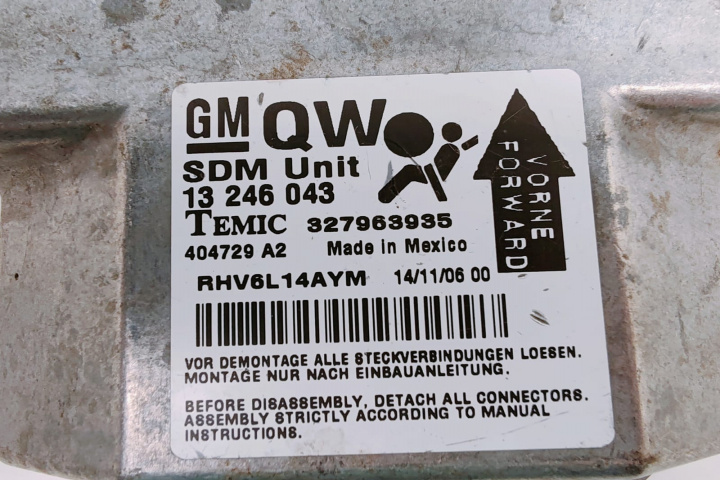 GM QW
SDM Unit
13 246 043
TEMIC 327963935
404729 A2 Made in Mexico
RHV6L14AYM 14/11/06 00
VORNE
FORWARD
VOR DEMONTAGE ALLE STECKVERBINDUNGEN LOESEN.
MONTAGE NUR NACH EINBAUANLEITUNG.
BEFORE DISASSEMBLY, DETACH ALL CONNECTORS.
ASSEMBLY STRICTLY ACCORDING TO MANUAL
INSTRUCTIONS.